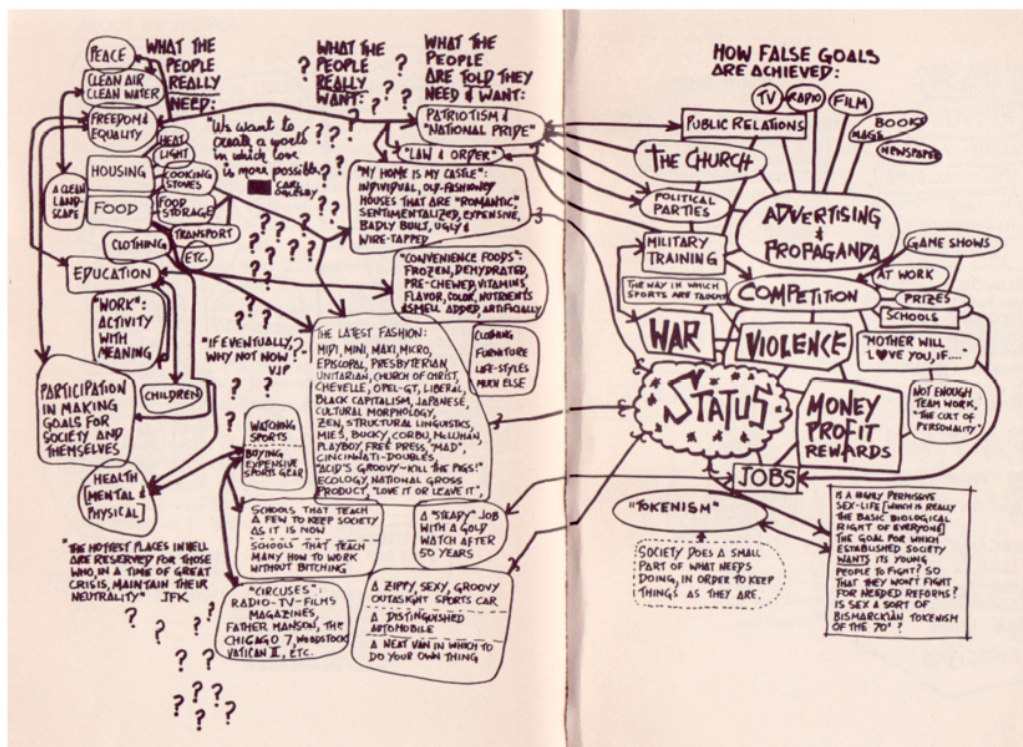 WHAT THE
PEOPLE
REALLY
NEED:
PEACE
CLEAN AIR
CLEAN WATER
FREEDOM &
EQUALITY
HEAT
LIGHT
HOUSING
COOKING
STOVES
FOOD
FOOD
STORAGE
A CLEAN
LAND-
SCAPE
TRANSPORT
ETC.
CLOTHING
EDUCATION
"WORK":
ACTIVITY
WITH
MEANING
PARTICIPATION
IN MAKING
GOALS FOR
SOCIETY AND
THEMSELVES
CHILDREN
HEALTH
[MENTAL &
PHYSICAL]
"THE HOTTEST PLACES IN HELL
ARE RESERVED FOR THOSE
WHO, IN A TIME OF GREAT
CRISIS, MAINTAIN THEIR
NEUTRALITY" JFK
WHAT THE
PEOPLE
REALLY
WANT:
"We want to
create a world
in which love
is more possible."
CARL
OGLESBY
"IF EVENTUALLY,
WHY NOT NOW?"
VJP
WHAT THE
PEOPLE
ARE TOLD THEY
NEED & WANT:
PATRIOTISM &
"NATIONAL PRIDE"
"LAW & ORDER"
"MY HOME IS MY CASTLE":
INDIVIDUAL, OLD-FASHIONED
HOUSES THAT ARE "ROMANTIC,"
SENTIMENTALIZED, EXPENSIVE,
BADLY BUILT, UGLY &
WIRE-TAPPED
"CONVENIENCE FOODS":
FROZEN, DEHYDRATED,
PRE-CHEWED, VITAMINS,
FLAVOR, COLOR, NUTRIENTS
& SMELL ADDED ARTIFICIALLY
THE LATEST FASHION:
MIDI, MINI, MAXI, MICRO,
EPISCOPAL, PRESBYTERIAN,
UNITARIAN, CHURCH OF CHRIST,
CHEVELLE, OPEL-GT, LIBERAL,
BLACK CAPITALISM, JAPANESE,
CULTURAL MORPHOLOGY,
ZEN, STRUCTURAL LINGUISTICS,
MIES, BUCKY, CORBU, McLUHAN,
PLAYBOY, FREE PRESS, "MAD",
CINCINNATI-DOUBLES,
"ACID'S GROOVY~KILL THE PIGS!"
ECOLOGY, NATIONAL GROSS
PRODUCT, "LOVE IT OR LEAVE IT",
CLOTHING
FURNITURE
LIFE-STYLES
MUCH ELSE
WATCHING
SPORTS
BUYING
EXPENSIVE
SPORTS GEAR
SCHOOLS THAT TEACH
A FEW TO KEEP SOCIETY
AS IT IS NOW
SCHOOLS THAT TEACH
MANY HOW TO WORK
WITHOUT BITCHING
A "STEADY" JOB
WITH A GOLD
WATCH AFTER
50 YEARS
"CIRCUSES":
RADIO-TV-FILMS
MAGAZINES,
FATHER MANSON, THE
CHICAGO 7, WOODSTOCK
VATICAN II, ETC.
A ZIPPY, SEXY, GROOVY
OUTASIGHT SPORTS CAR
A DISTINGUISHED
AUTOMOBILE
A NEAT VAN IN WHICH TO
DO YOUR OWN THING
HOW FALSE GOALS
ARE ACHIEVED:
TV
RADIO
FILM
BOOKS
MAGS
NEWSPAPER
PUBLIC RELATIONS
THE CHURCH
POLITICAL
PARTIES
ADVERTISING
&
PROPAGANDA
MILITARY
TRAINING
GAME SHOWS
AT WORK
THE WAY IN WHICH
SPORTS ARE TAUGHT
COMPETITION
PRIZES
SCHOOLS
WAR
VIOLENCE
"MOTHER WILL
L♥VE YOU, IF...."
STATUS
MONEY
PROFIT
REWARDS
NOT ENOUGH
TEAM WORK,
"THE CULT OF
PERSONALITY"
JOBS
"TOKENISM"
SOCIETY DOES A SMALL
PART OF WHAT NEEDS
DOING, IN ORDER TO KEEP
THINGS AS THEY ARE.
IS A HIGHLY PERMISSIVE
SEX-LIFE [WHICH IS REALLY
THE BASIC BIOLOGICAL
RIGHT OF EVERYONE]
THE GOAL FOR WHICH
ESTABLISHED SOCIETY
WANTS ITS YOUNG
PEOPLE TO FIGHT? SO
THAT THEY WON'T FIGHT
FOR NEEDED REFORMS?
IS SEX A SORT OF
BISMARCKIAN TOKENISM
OF THE 70s?